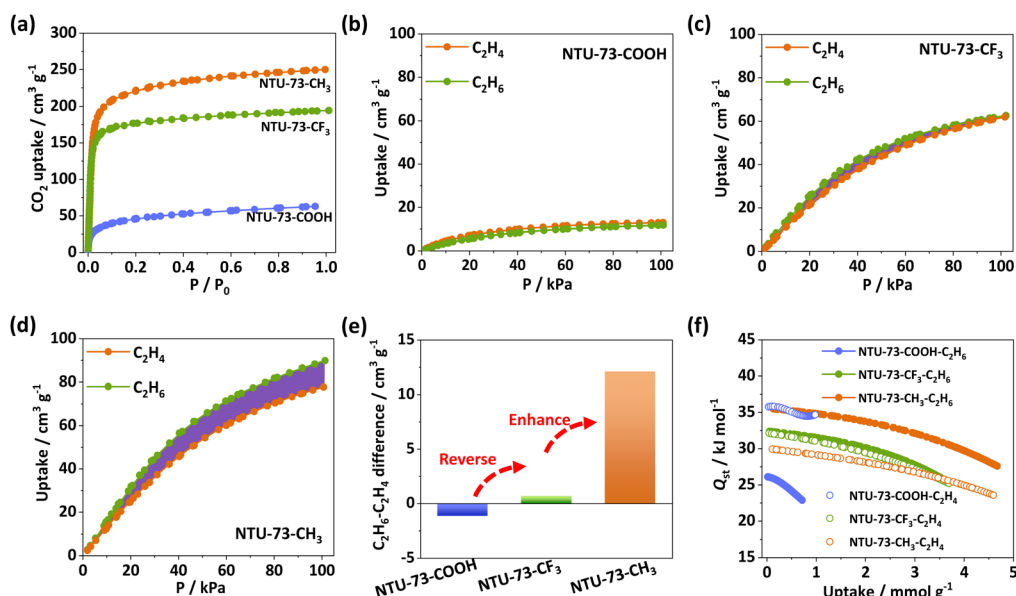 (a)
300
250
200
150
100
50
0
CO₂ uptake / cm³ g⁻¹
NTU-73-CH₃
NTU-73-CF₃
NTU-73-COOH
0.0 0.2 0.4 0.6 0.8 1.0
P / P₀
(b)
100
80
60
40
20
0
Uptake / cm³ g⁻¹
C₂H₄
C₂H₆
NTU-73-COOH
0 20 40 60 80 100
P / kPa
(c)
100
80
60
40
20
0
Uptake / cm³ g⁻¹
C₂H₄
C₂H₆
NTU-73-CF₃
0 20 40 60 80 100
P / kPa
(d)
100
80
60
40
20
0
Uptake / cm³ g⁻¹
C₂H₄
C₂H₆
NTU-73-CH₃
0 20 40 60 80 100
P / kPa
(e)
15
10
5
0
-5
C₂H₆-C₂H₄ difference / cm³ g⁻¹
Reverse
Enhance
NTU-73-COOH
NTU-73-CF₃
NTU-73-CH₃
(f)
45
40
35
30
25
20
15
Qst / kJ mol⁻¹
NTU-73-COOH-C₂H₆
NTU-73-CF₃-C₂H₆
NTU-73-CH₃-C₂H₆
NTU-73-COOH-C₂H₄
NTU-73-CF₃-C₂H₄
NTU-73-CH₃-C₂H₄
0 1 2 3 4 5
Uptake / mmol g⁻¹